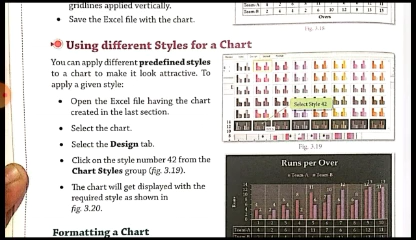 gridlines applied vertically.
• Save the Excel file with the chart.
Overs
Fig. 3.18
Using different Styles for a Chart
You can apply different predefined styles
to a chart to make it look attractive. To
apply a given style:
• Open the Excel file having the chart
created in the last section.
• Select the chart.
• Select the Design tab.
• Click on the style number 42 from the
Chart Styles group (fig. 3.19).
• The chart will get displayed with the
required style as shown in
fig. 3.20.
Formatting a Chart
Select Style 42
Fig. 3.19
Runs per Over
Team A Team B